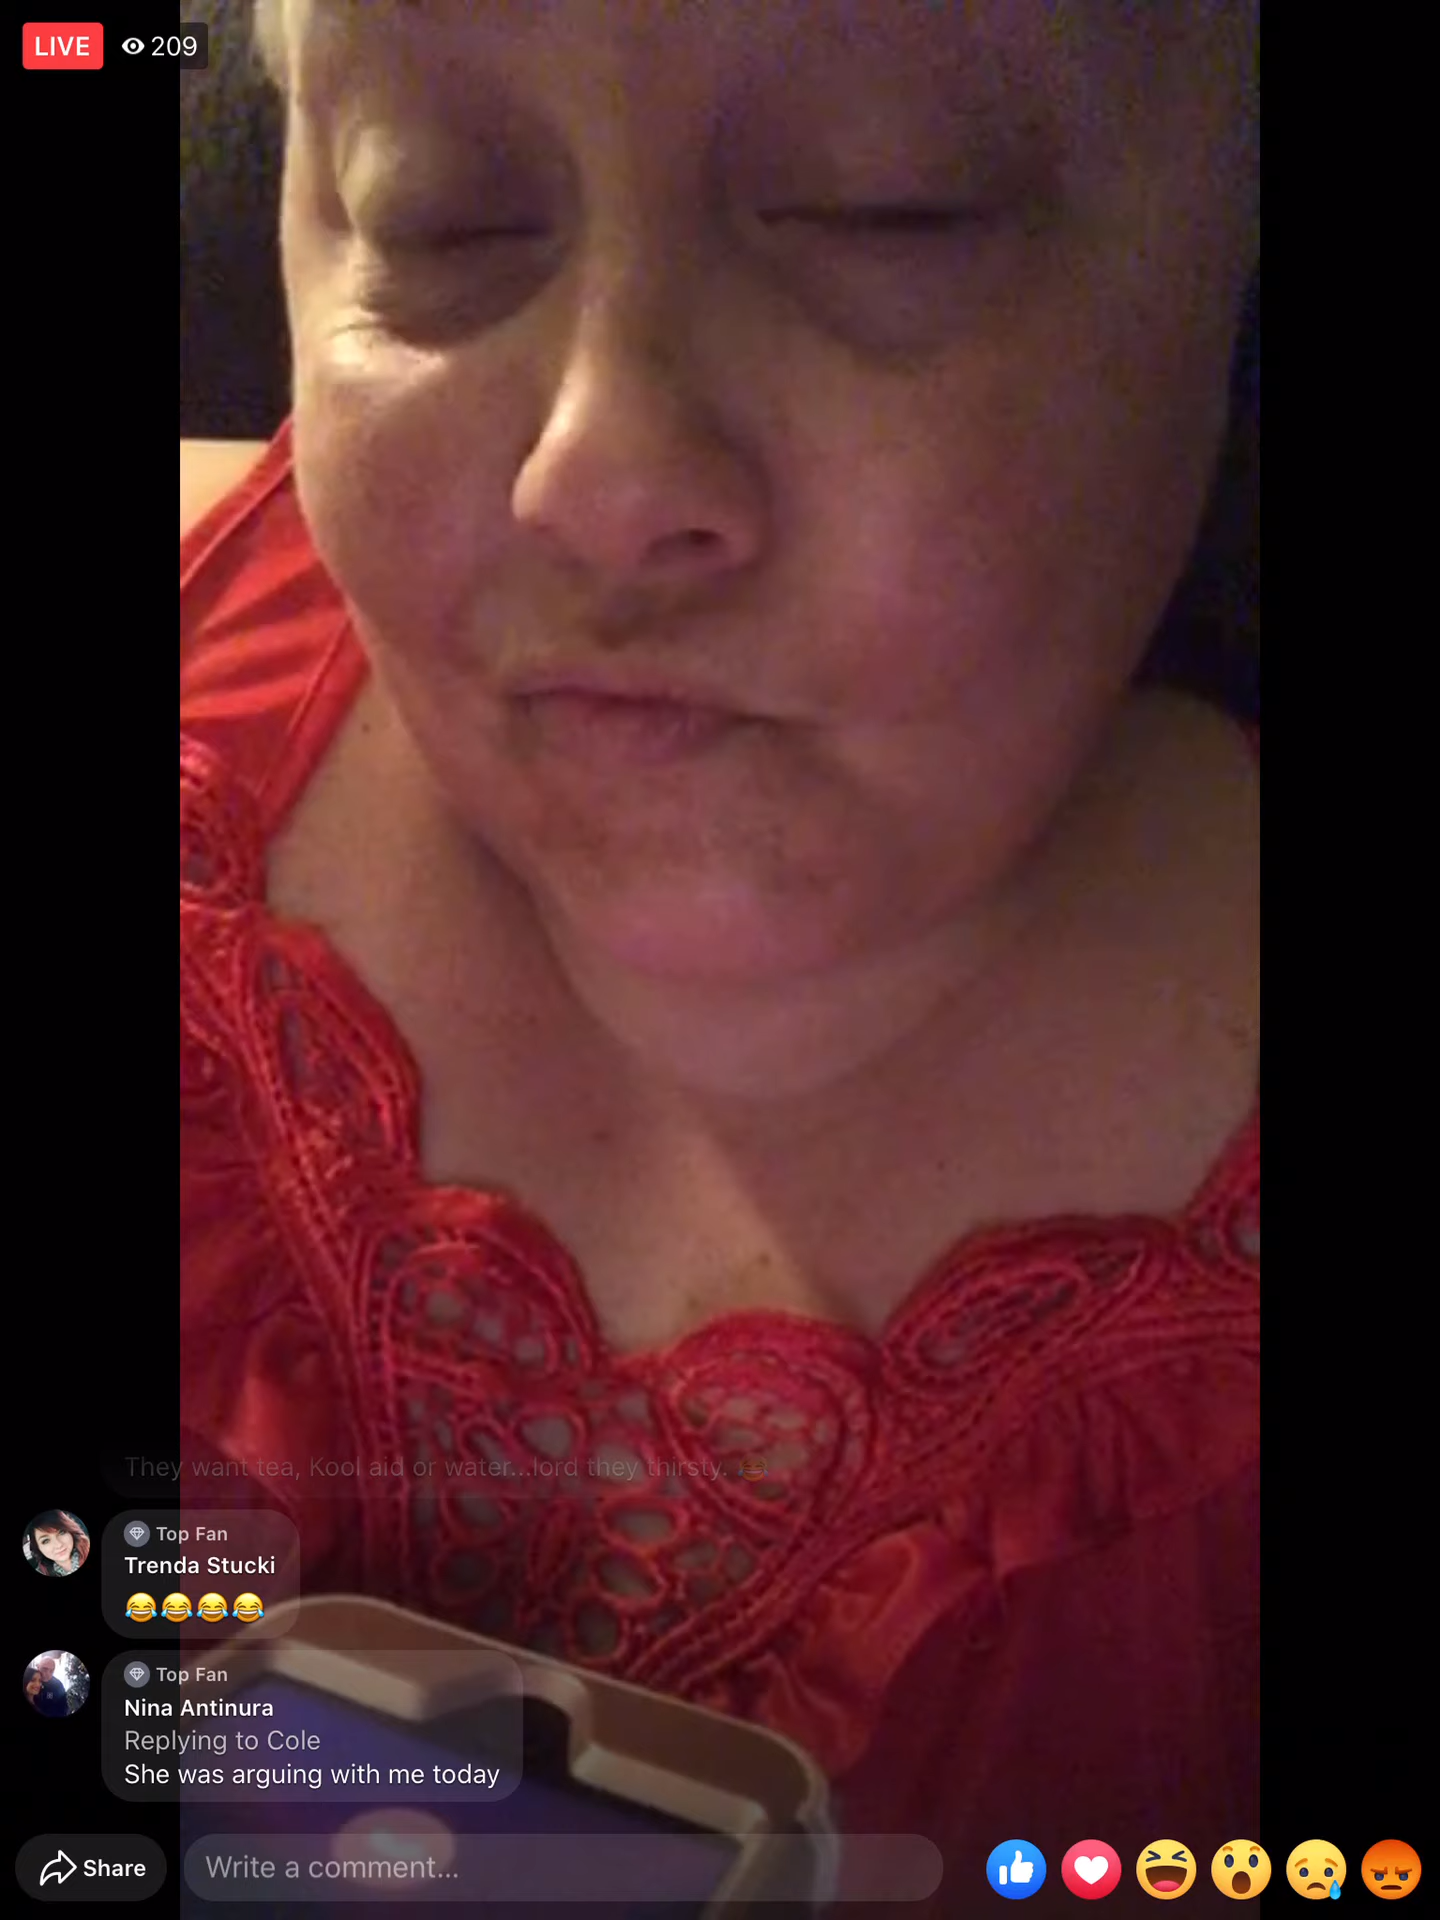 LIVE 209
They want tea, Kool aid or water...lord they thirsty. 😂
Top Fan
Trenda Stucki
😂😂😂😂
Top Fan
Nina Antinura
Replying to Cole
She was arguing with me today
Share
Write a comment...